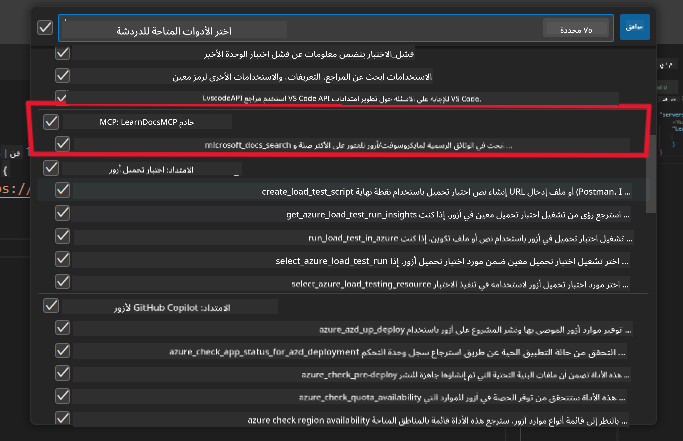 اختر الأدوات المتاحة للدردشة
٧٥ محددة
موافق
فشل_الاختبار يتضمن معلومات عن فشل اختبار الوحدة الأخير
الاستخدامات ابحث عن المراجع، التعريفات، والاستخدامات الأخرى لرمز معين
vscodeAPI استخدم مراجع VS Code API للإجابة على الأسئلة حول تطوير امتدادات VS Code.
خادم MCP: LearnDocsMCP
microsoft_docs_search ابحث في الوثائق الرسمية لمايكروسوفت/أزور للعثور على الأكثر صلة و....
الامتداد: اختبار تحميل أزور
create_load_test_script إنشاء نص اختبار تحميل باستخدام نقطة نهاية URL أو ملف إدخال (Postman, I ...
get_azure_load_test_run_insights استرجع رؤى من تشغيل اختبار تحميل معين في أزور. إذا كنت ...
run_load_test_in_azure تشغيل اختبار تحميل في أزور باستخدام نص أو ملف تكوين. إذا كنت ...
select_azure_load_test_run اختر تشغيل اختبار تحميل معين ضمن مورد اختبار تحميل أزور. إذا ...
select_azure_load_testing_resource اختر مورد اختبار تحميل أزور لاستخدامه في تنفيذ الاختبار ...
الامتداد: GitHub Copilot لأزور
azure_azd_up_deploy توفير موارد أزور الموصى بها ونشر المشروع على أزور باستخدام ...
azure_check_app_status_for_azd_deployment التحقق من حالة التطبيق الحية عن طريق استرجاع سجل وحدة التحكم ...
azure_check_pre-deploy هذه الأداة تضمن أن ملفات البنية التحتية التي تم إنشاؤها جاهزة للنشر ...
azure_check_quota_availability هذه الأداة ستتحقق من توفر الحصة في أزور للموارد التي ...
azure check region availability بالنظر إلى قائمة أنواع موارد أزور، سترجع هذه الأداة قائمة بالمناطق المتاحة ...